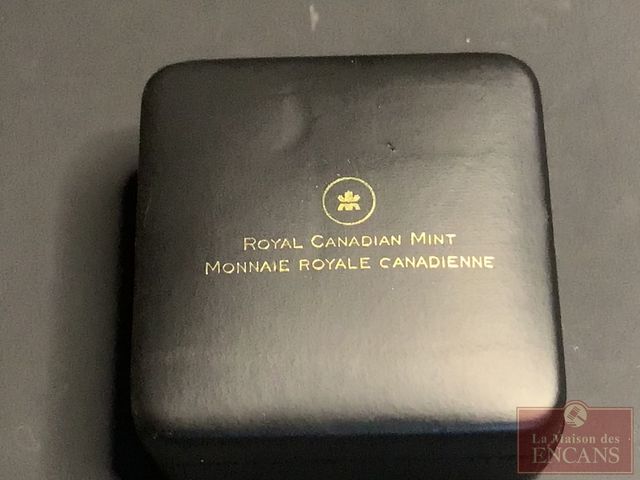 ROYAL CANADIAN MINT
MONNAIE ROYALE CANADIENNE
La Maison des
ENCANS